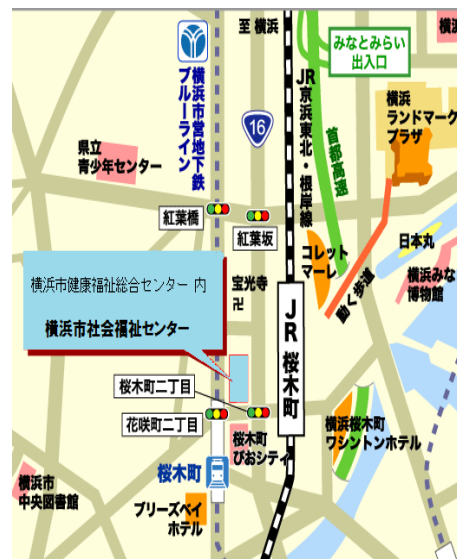 至 横浜
みなとみらい
出入口
横浜市営地下鉄
ブルーライン
16
JR
京浜東北・根岸線
首都高速
横浜
ランドマーク
プラザ
県立
青少年センター
紅葉橋
紅葉坂
コレット
マーレ
日本丸
動く歩道
横浜みな
博物館
横浜市健康福祉総合センター 内
横浜市社会福祉センター
宝光寺
卍
JR 桜木町
桜木町二丁目
花咲町二丁目
桜木町
ぴおシティ
横浜桜木町
ワシントンホテル
桜木町
横浜市
中央図書館
ブリーズベイ
ホテル